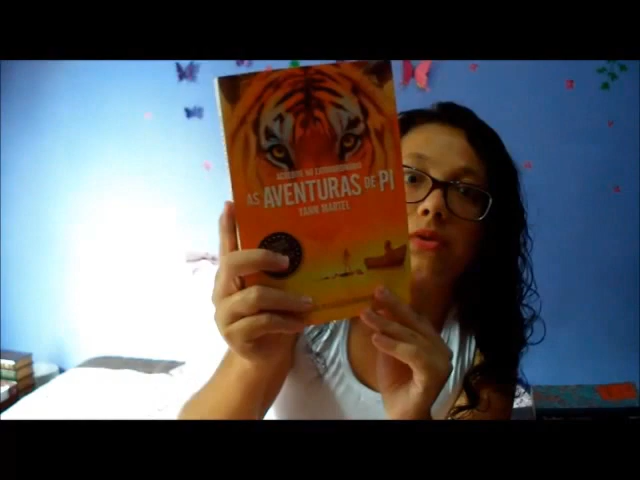 ACREDITE NO EXTRAORDINÁRIO
AS AVENTURAS DE PI
YANN MARTEL